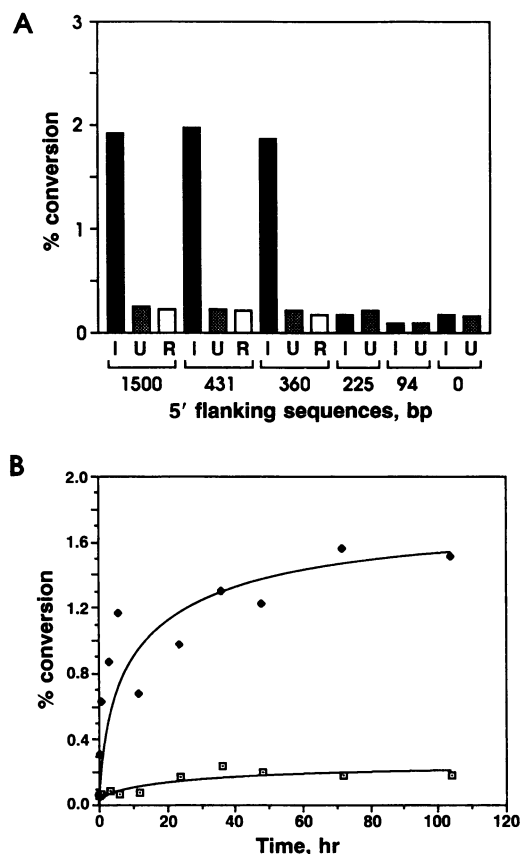 A
3
2
1
0
% conversion
I U R I U R I U R I U I U I U
1500 431 360 225 94 0
5′ flanking sequences, bp
B
2.0
1.6
1.2
0.8
0.4
0.0
% conversion
0 20 40 60 80 100 120
Time, hr